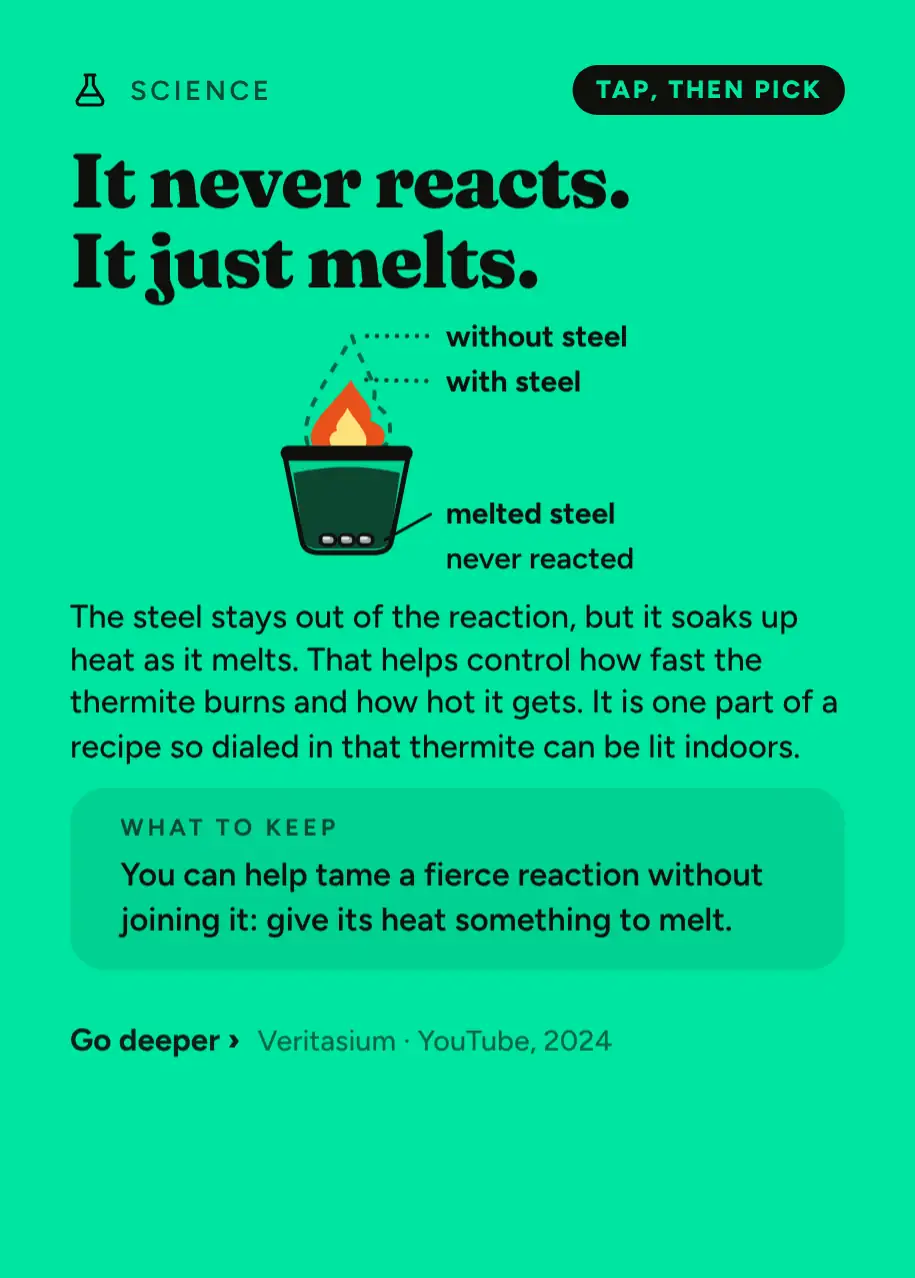 SCIENCE
TAP, THEN PICK
It never reacts.
It just melts.
without steel
with steel
melted steel
never reacted
The steel stays out of the reaction, but it soaks up
heat as it melts. That helps control how fast the
thermite burns and how hot it gets. It is one part of a
recipe so dialed in that thermite can be lit indoors.
WHAT TO KEEP
You can help tame a fierce reaction without
joining it: give its heat something to melt.
Go deeper › Veritasium · YouTube, 2024